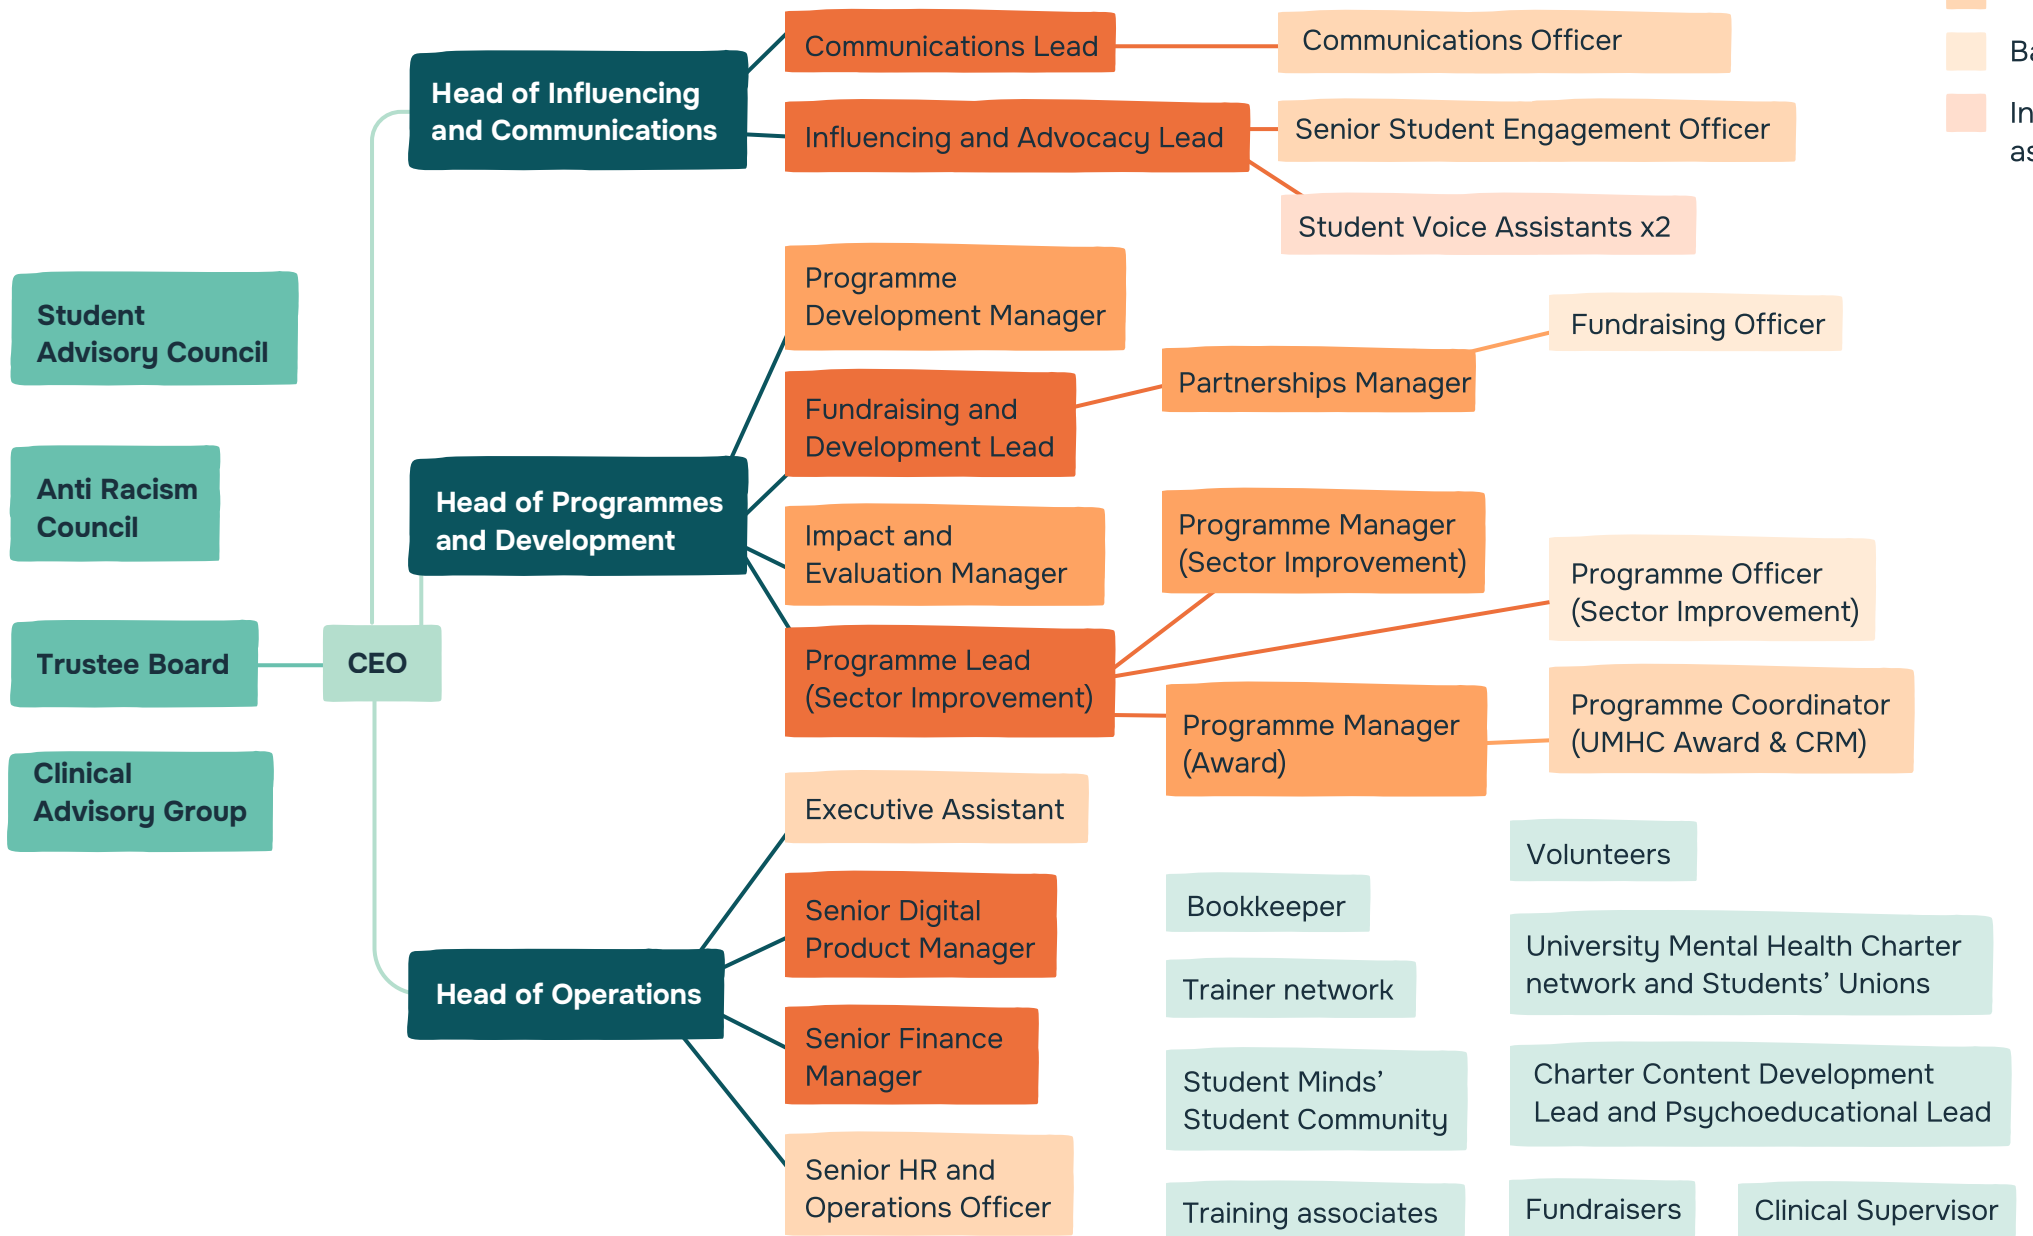 Communications Lead
Communications Officer
Head of Influencing
and Communications
Influencing and Advocacy Lead
Senior Student Engagement Officer
Student Voice Assistants x2
Student
Advisory Council
Anti Racism
Council
Trustee Board
CEO
Clinical
Advisory Group
Head of Programmes
and Development
Programme
Development Manager
Fundraising and
Development Lead
Partnerships Manager
Fundraising Officer
Impact and
Evaluation Manager
Programme Lead
(Sector Improvement)
Programme Manager
(Sector Improvement)
Programme Officer
(Sector Improvement)
Programme Manager
(Award)
Programme Coordinator
(UMHC Award & CRM)
Head of Operations
Executive Assistant
Senior Digital
Product Manager
Senior Finance
Manager
Senior HR and
Operations Officer
Bookkeeper
Trainer network
Student Minds’
Student Community
Training associates
Volunteers
University Mental Health Charter
network and Students’ Unions
Charter Content Development
Lead and Psychoeducational Lead
Fundraisers
Clinical Supervisor